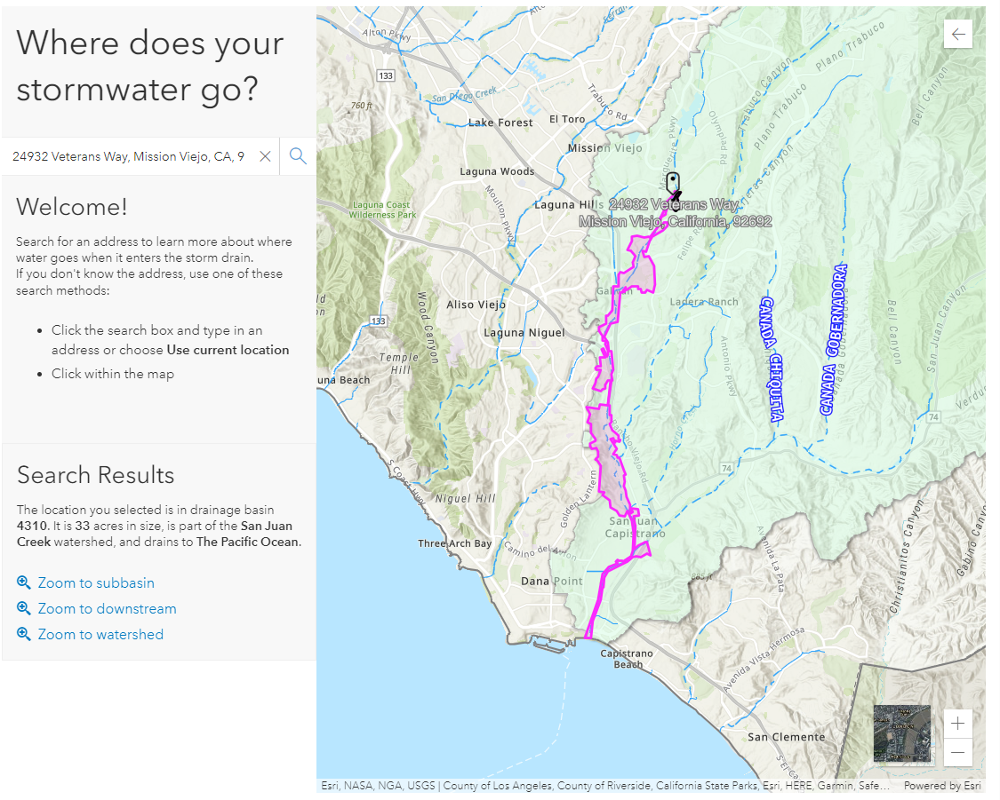 Where does your
stormwater go?
24932 Veterans Way, Mission Viejo, CA, 9
Welcome!
Search for an address to learn more about where
water goes when it enters the storm drain.
If you don't know the address, use one of these
search methods:
Click the search box and type in an
address or choose Use current location
Click within the map
Search Results
The location you selected is in drainage basin
4310. It is 33 acres in size, is part of the San Juan
Creek watershed, and drains to The Pacific Ocean.
Zoom to subbasin
Zoom to downstream
Zoom to watershed
Alton Pkwy
133
San Diego Creek
760 ft
Trabuco Rd
Lake Forest
El Toro
Mission Viejo
Marguerite Pkwy
Olympiad Rd
Trabuco Canyon
Plano Trabuco
Plano Trabuco
Bell Canyon
Laguna Woods
Moulton Pkwy
Laguna Coast
Wilderness Park
Laguna Hills
24932 Veterans Way
Mission Viejo, California, 92692
Ladera Ranch
Aliso Viejo
133
Wood Canyon
Laguna Niguel
Temple
Hill
una Beach
CANADA CHIQUITA
CANADA GOBERNADORA
Bell Canyon
San Juan Canyon
Antonio Pkwy
74
74
S Coast Hwy
Niguel Hill
Golden Lantern
Rancho Viejo Rd
San Juan
Capistrano
Three Arch Bay
Camino del Avion
Dana Point
885 ft
Avenida La Pata
Christianitos Canyon
Gabino Canyon
Capistrano
Beach
Avenida Vista Hermosa
San Clemente
Esri, NASA, NGA, USGS | County of Los Angeles, County of Riverside, California State Parks, Esri, HERE, Garmin, Safe...
Powered by Esri